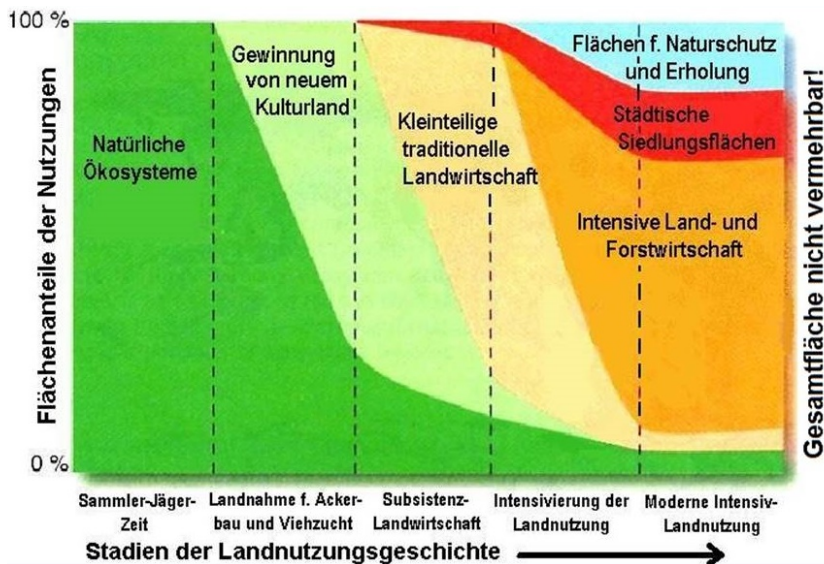 100 %
Flächenanteile der Nutzungen
0 %
Natürliche
Ökosysteme
Gewinnung
von neuem
Kulturland
Kleinteilige
traditionelle
Landwirtschaft
Flächen f. Naturschutz
und Erholung
Städtische
Siedlungsflächen
Intensive Land- und
Forstwirtschaft
Gesamtfläche nicht vermehrbar!
Sammler-Jäger-
Zeit
Landnahme f. Acker-
bau und Viehzucht
Subsistenz-
Landwirtschaft
Intensivierung der
Landnutzung
Moderne Intensiv-
Landnutzung
Stadien der Landnutzungsgeschichte